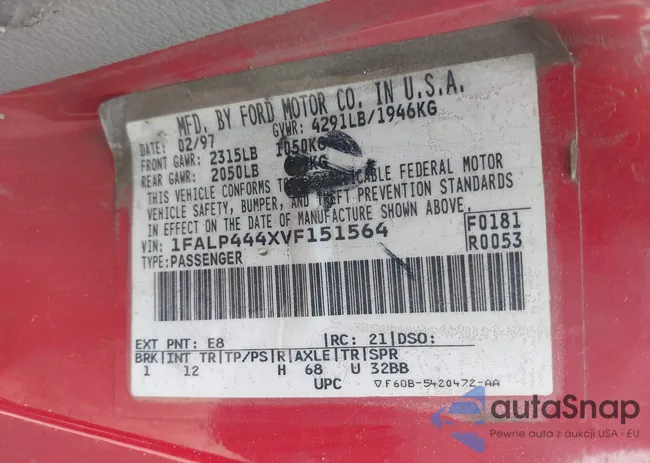 MFD. BY FORD MOTOR CO. IN U.S.A.
DATE: 02/97 GVWR: 4291LB/1946KG
FRONT GAWR: 2315LB 1050KG
REAR GAWR: 2050LB KG
THIS VEHICLE CONFORMS TO FEDERAL MOTOR
VEHICLE SAFETY, BUMPER, AND THEFT PREVENTION STANDARDS
IN EFFECT ON THE DATE OF MANUFACTURE SHOWN ABOVE.
VIN: 1FALP444XVF151564 F0181
TYPE: PASSENGER R0053
EXT PNT: E8 RC: 21 DSO:
BRK INT TR TP/PS R AXLE TR SPR
1 12 H 68 U 32BB
UPC ▽F60B-5420472-AA
autaSnap
Pewne auta z aukcji USA · EU